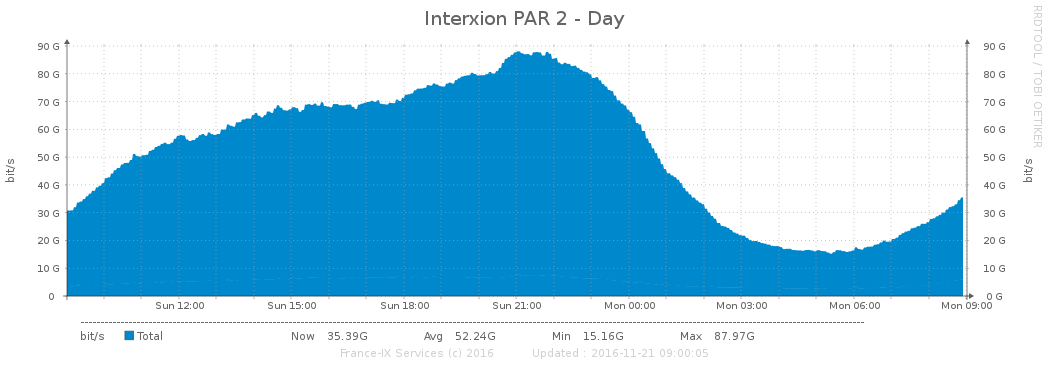 Interxion PAR 2 - Day
RRDTOOL / TOBI OETIKER
bit/s
90 G 90 G
80 G 80 G
70 G 70 G
60 G 60 G
50 G 50 G
40 G 40 G
30 G 30 G
20 G 20 G
10 G 10 G
0 0 G
bit/s
Sun 12:00 Sun 15:00 Sun 18:00 Sun 21:00 Mon 00:00 Mon 03:00 Mon 06:00 Mon 09:00
bit/s Total Now 35.39G Avg 52.24G Min 15.16G Max 87.97G
France-IX Services (c) 2016 Updated : 2016-11-21 09:00:05